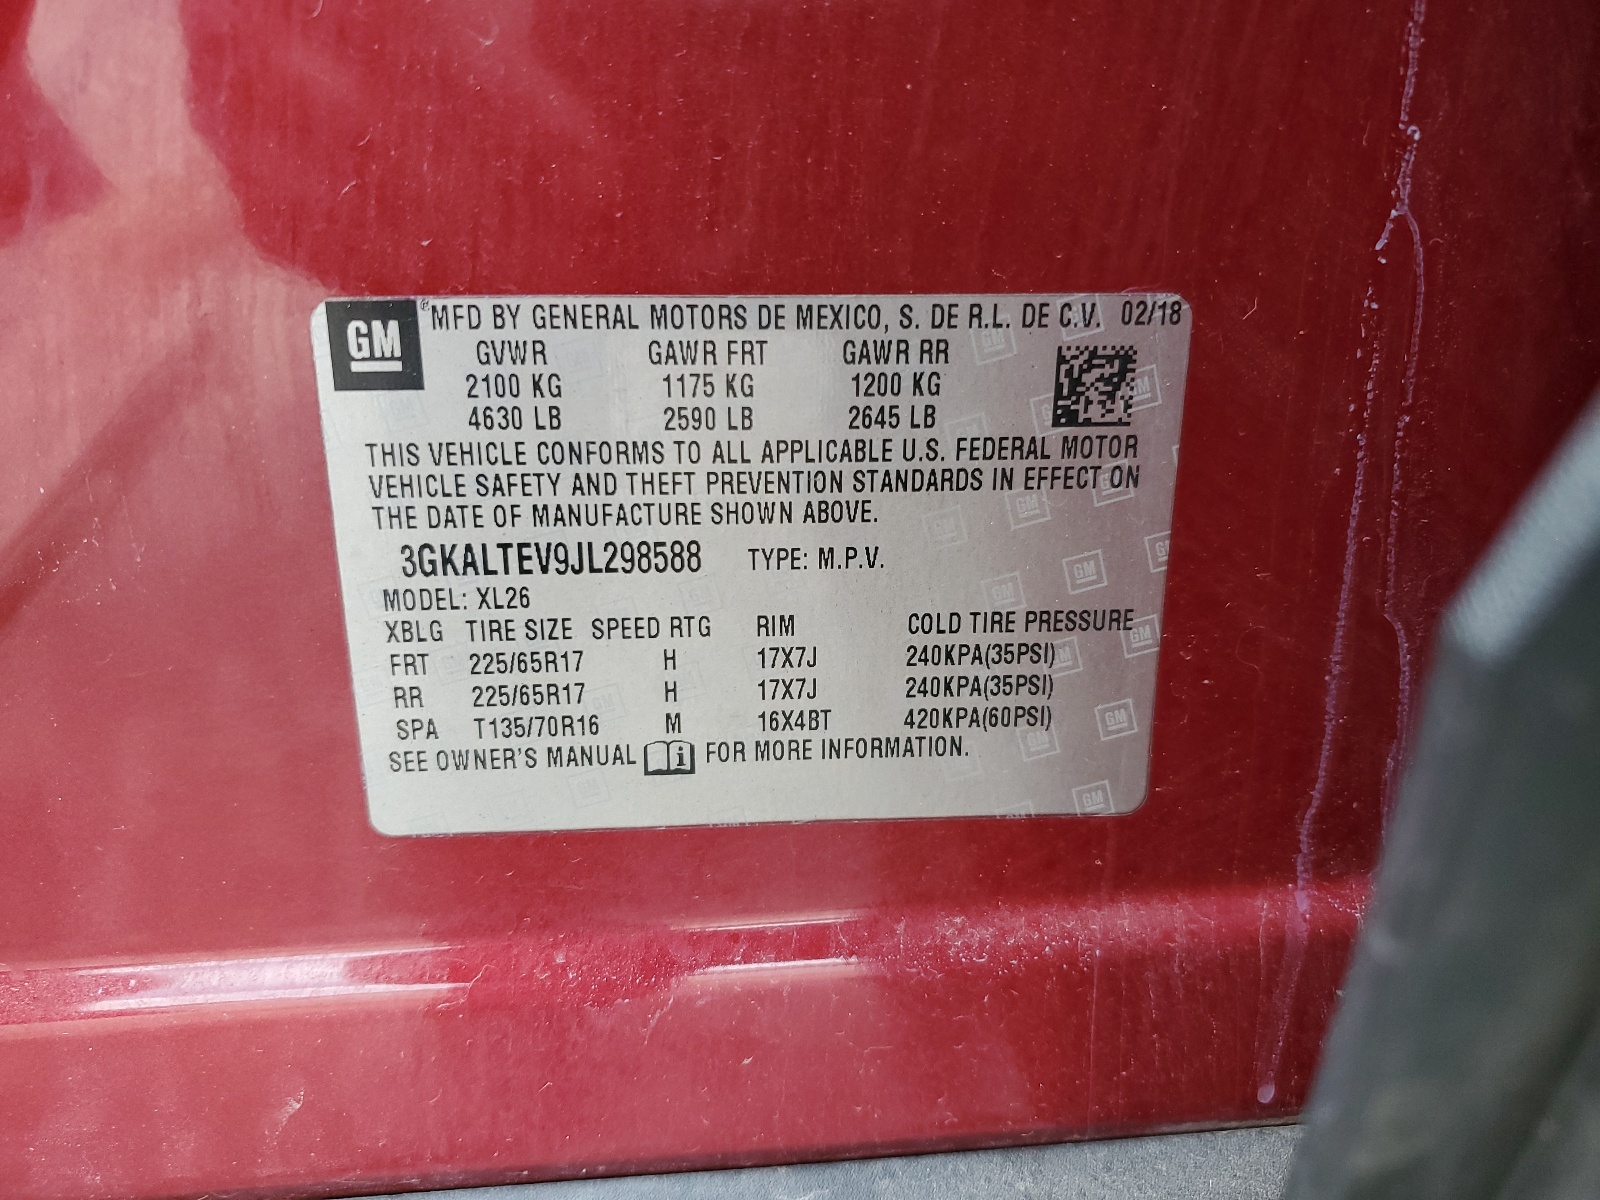 GM
® MFD BY GENERAL MOTORS DE MEXICO, S. DE R.L. DE C.V. 02/18
GVWR GAWR FRT GAWR RR
2100 KG 1175 KG 1200 KG
4630 LB 2590 LB 2645 LB
THIS VEHICLE CONFORMS TO ALL APPLICABLE U.S. FEDERAL MOTOR
VEHICLE SAFETY AND THEFT PREVENTION STANDARDS IN EFFECT ON
THE DATE OF MANUFACTURE SHOWN ABOVE.
3GKALTEV9JL298588 TYPE: M.P.V.
MODEL: XL26
XBLG TIRE SIZE SPEED RTG RIM COLD TIRE PRESSURE
FRT 225/65R17 H 17X7J 240KPA(35PSI)
RR 225/65R17 H 17X7J 240KPA(35PSI)
SPA T135/70R16 M 16X4BT 420KPA(60PSI)
SEE OWNER'S MANUAL i FOR MORE INFORMATION.